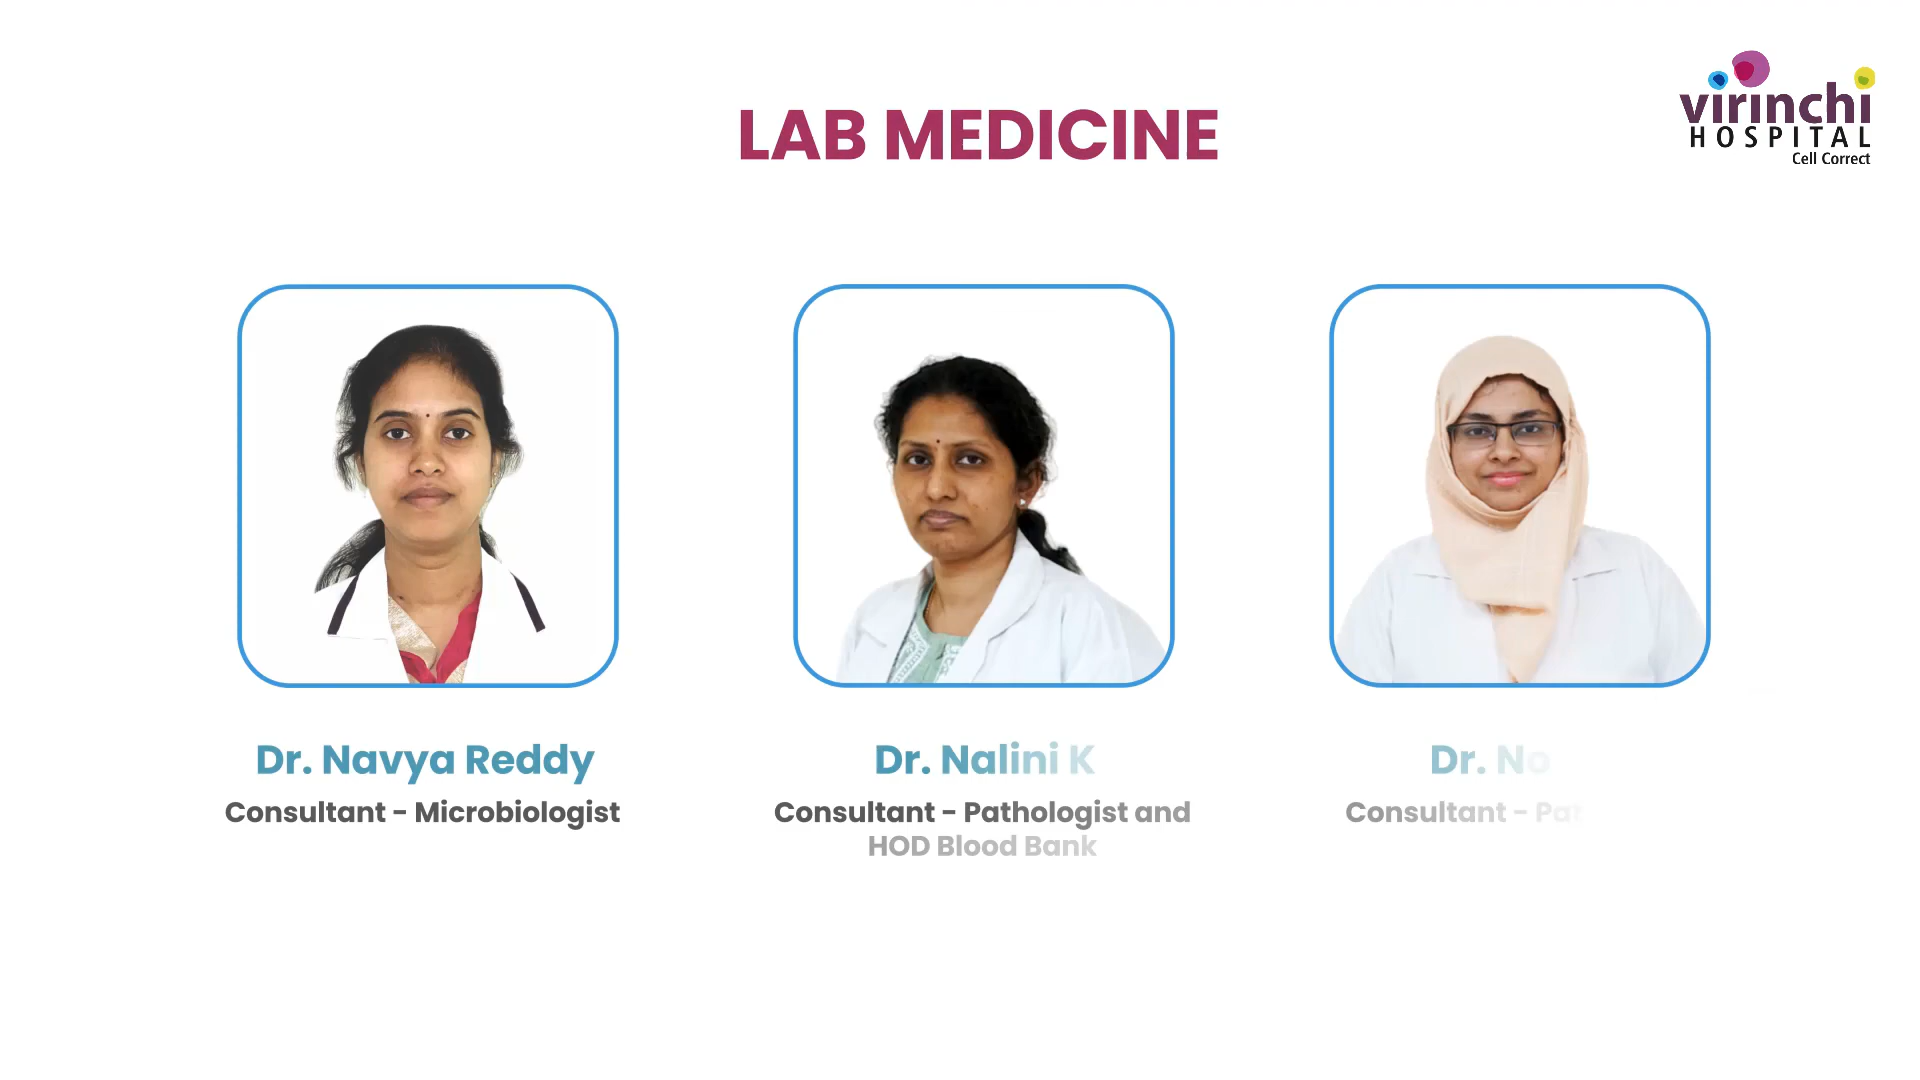 LAB MEDICINE
virinchi
HOSPITAL
Cell Correct
Dr. Navya Reddy
Consultant - Microbiologist
Dr. Nalini K
Consultant - Pathologist and
HOD Blood Bank
Dr.
Consultant -